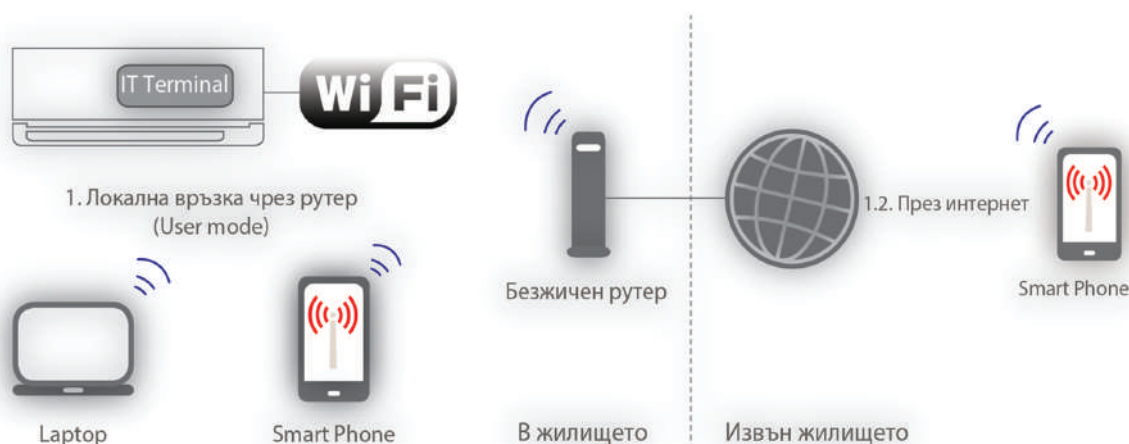 IT Terminal
WiFi
1. Локална връзка чрез рутер
(User mode)
1.2. През интернет
Безжичен рутер
Smart Phone
Laptop
Smart Phone
В жилището
Извън жилището